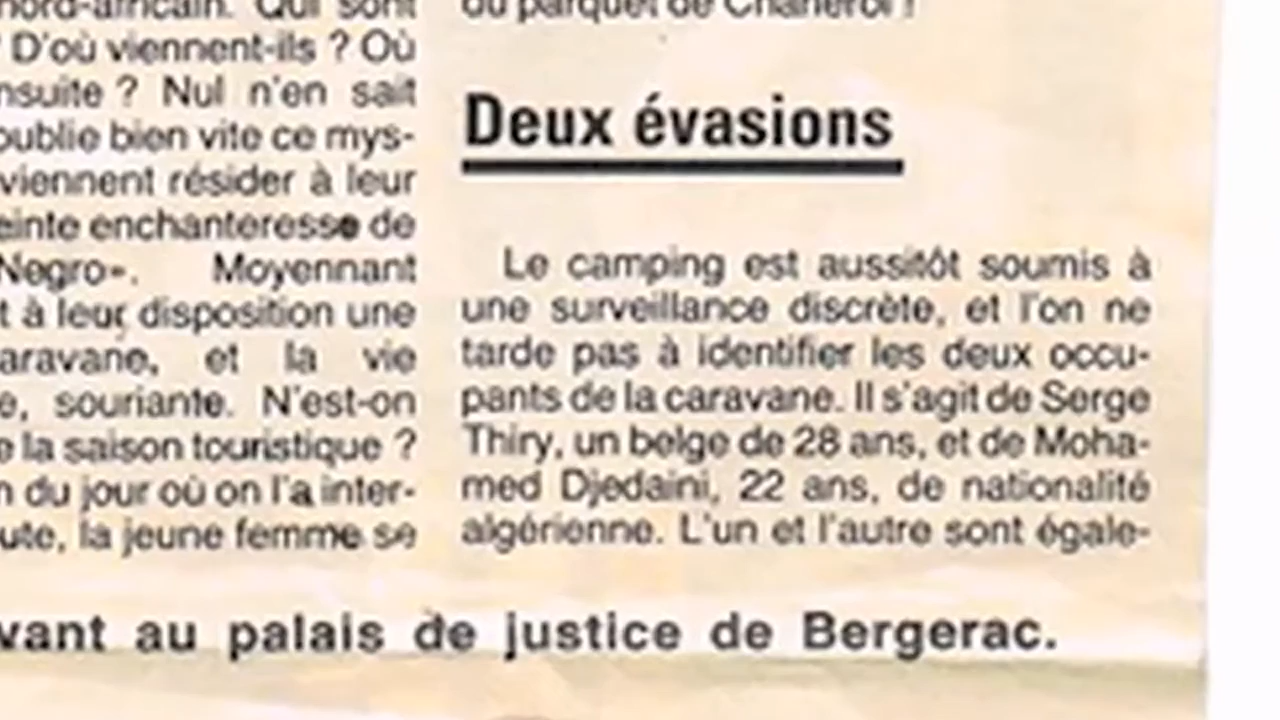 nord-africain. Qui sont
? D'où viennent-ils ? Où
nsuite ? Nul n'en sait
oublie bien vite ce mys-
viennent résider à leur
einte enchanteresse de
Negro». Moyennant
t à leur disposition une
aravane, et la vie
e, souriante. N'est-on
e la saison touristique ?
n du jour où on l'a inter-
ute, la jeune femme se
du parquet de Charleroi !
Deux évasions
Le camping est aussitôt soumis à
une surveillance discrète, et l'on ne
tarde pas à identifier les deux occu-
pants de la caravane. Il s'agit de Serge
Thiry, un belge de 28 ans, et de Moha-
med Djedaini, 22 ans, de nationalité
algérienne. L'un et l'autre sont égale-
vant au palais de justice de Bergerac.